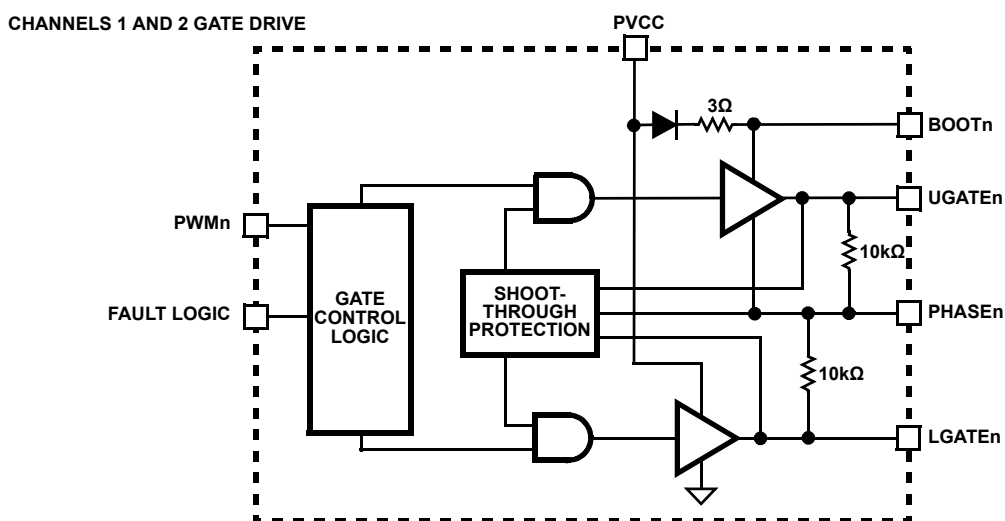 CHANNELS 1 AND 2 GATE DRIVE
PVCC
3Ω
BOOTn
UGATEn
PWMn
10kΩ
GATE
CONTROL
LOGIC
SHOOT-
THROUGH
PROTECTION
FAULT LOGIC
PHASEn
10kΩ
LGATEn